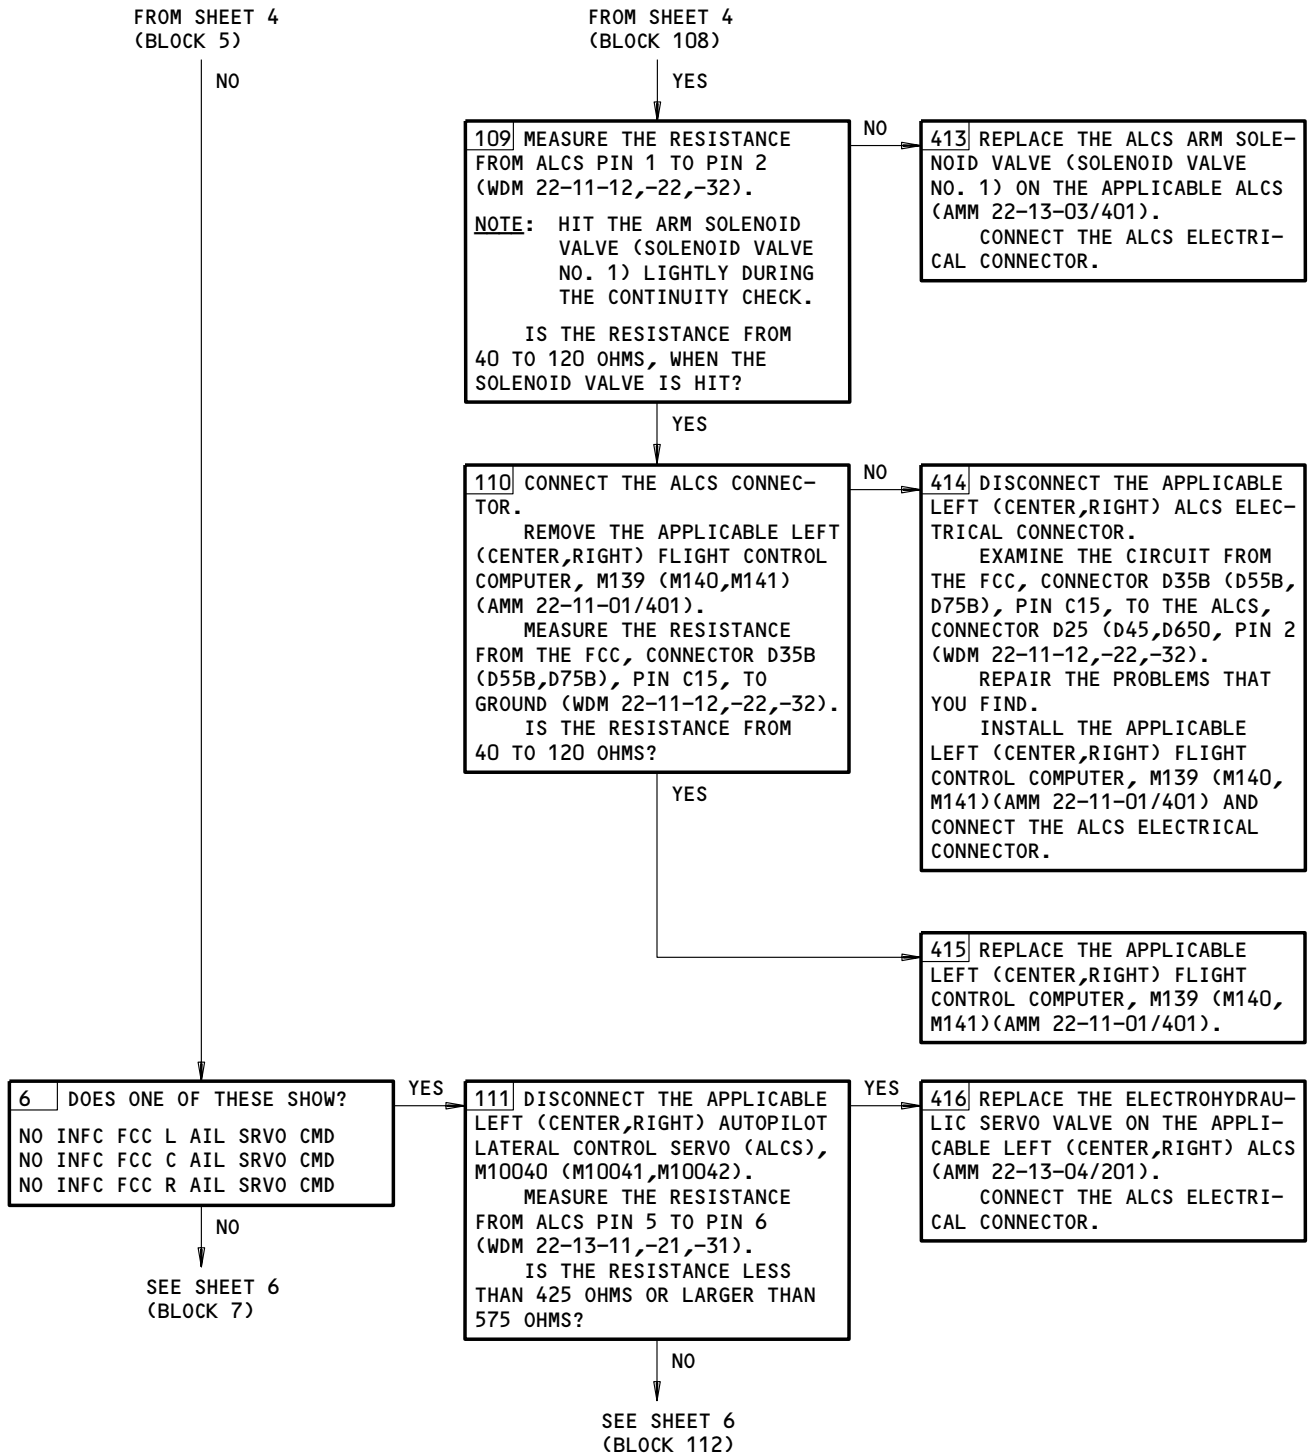 FROM SHEET 4
(BLOCK 5)
NO
FROM SHEET 4
(BLOCK 108)
YES
109 MEASURE THE RESISTANCE
FROM ALCS PIN 1 TO PIN 2
(WDM 22-11-12,-22,-32).
NOTE: HIT THE ARM SOLENOID
VALVE (SOLENOID VALVE
NO. 1) LIGHTLY DURING
THE CONTINUITY CHECK.
IS THE RESISTANCE FROM
40 TO 120 OHMS, WHEN THE
SOLENOID VALVE IS HIT?
NO
413 REPLACE THE ALCS ARM SOLE-
NOID VALVE (SOLENOID VALVE
NO. 1) ON THE APPLICABLE ALCS
(AMM 22-13-03/401).
CONNECT THE ALCS ELECTRI-
CAL CONNECTOR.
YES
110 CONNECT THE ALCS CONNEC-
TOR.
REMOVE THE APPLICABLE LEFT
(CENTER,RIGHT) FLIGHT CONTROL
COMPUTER, M139 (M140,M141)
(AMM 22-11-01/401).
MEASURE THE RESISTANCE
FROM THE FCC, CONNECTOR D35B
(D55B,D75B), PIN C15, TO
GROUND (WDM 22-11-12,-22,-32).
IS THE RESISTANCE FROM
40 TO 120 OHMS?
NO
414 DISCONNECT THE APPLICABLE
LEFT (CENTER,RIGHT) ALCS ELEC-
TRICAL CONNECTOR.
EXAMINE THE CIRCUIT FROM
THE FCC, CONNECTOR D35B (D55B,
D75B), PIN C15, TO THE ALCS,
CONNECTOR D25 (D45,D650, PIN 2
(WDM 22-11-12,-22,-32).
REPAIR THE PROBLEMS THAT
YOU FIND.
INSTALL THE APPLICABLE
LEFT (CENTER,RIGHT) FLIGHT
CONTROL COMPUTER, M139 (M140,
M141)(AMM 22-11-01/401) AND
CONNECT THE ALCS ELECTRICAL
CONNECTOR.
YES
415 REPLACE THE APPLICABLE
LEFT (CENTER,RIGHT) FLIGHT
CONTROL COMPUTER, M139 (M140,
M141)(AMM 22-11-01/401).
6 DOES ONE OF THESE SHOW?
NO INFC FCC L AIL SRVO CMD
NO INFC FCC C AIL SRVO CMD
NO INFC FCC R AIL SRVO CMD
YES
NO
SEE SHEET 6
(BLOCK 7)
111 DISCONNECT THE APPLICABLE
LEFT (CENTER,RIGHT) AUTOPILOT
LATERAL CONTROL SERVO (ALCS),
M10040 (M10041,M10042).
MEASURE THE RESISTANCE
FROM ALCS PIN 5 TO PIN 6
(WDM 22-13-11,-21,-31).
IS THE RESISTANCE LESS
THAN 425 OHMS OR LARGER THAN
575 OHMS?
YES
416 REPLACE THE ELECTROHYDRAU-
LIC SERVO VALVE ON THE APPLI-
CABLE LEFT (CENTER,RIGHT) ALCS
(AMM 22-13-04/201).
CONNECT THE ALCS ELECTRI-
CAL CONNECTOR.
NO
SEE SHEET 6
(BLOCK 112)